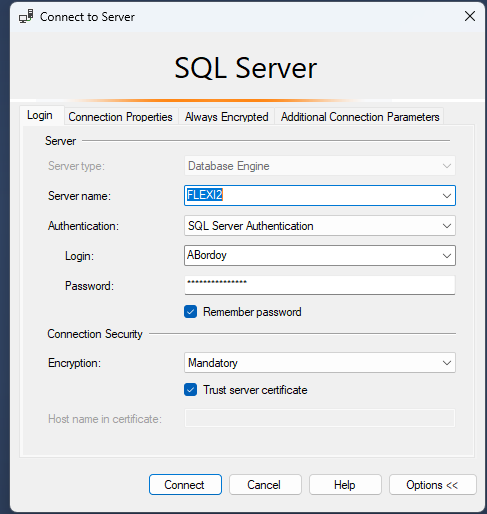 Connect to Server
SQL Server
Login Connection Properties Always Encrypted Additional Connection Parameters
Server
Server type: Database Engine
Server name: FLEXI2
Authentication: SQL Server Authentication
Login: ABordoy
Password: ***************
Remember password
Connection Security
Encryption: Mandatory
Trust server certificate
Host name in certificate:
Connect Cancel Help Options <<